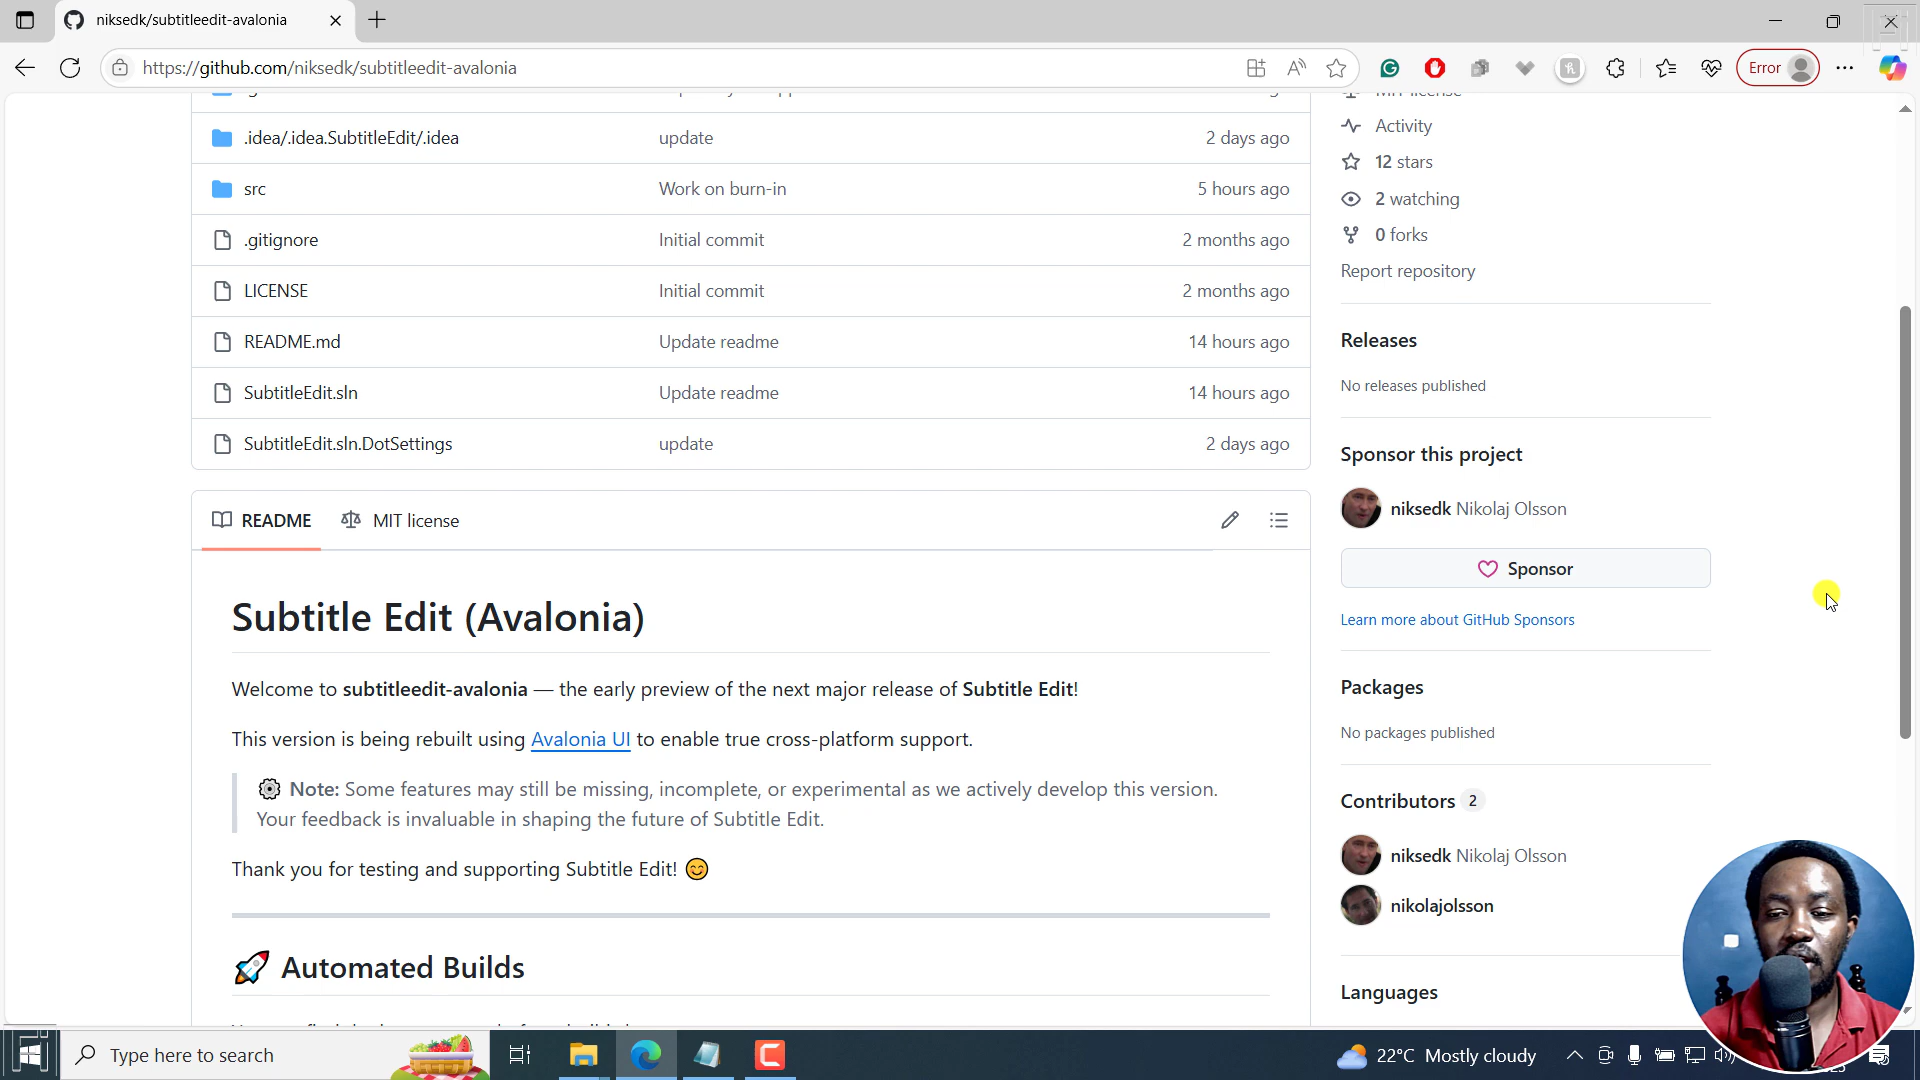 niksedk/subtitleedit-avalonia
https://github.com/niksedk/subtitleedit-avalonia
Error
MIT license
.idea/.idea.SubtitleEdit/.idea update 2 days ago
Activity
12 stars
src Work on burn-in 5 hours ago
2 watching
.gitignore Initial commit 2 months ago
0 forks
Report repository
LICENSE Initial commit 2 months ago
README.md Update readme 14 hours ago
Releases
No releases published
SubtitleEdit.sln Update readme 14 hours ago
SubtitleEdit.sln.DotSettings update 2 days ago
Sponsor this project
niksedk Nikolaj Olsson
Sponsor
Learn more about GitHub Sponsors
README MIT license
Subtitle Edit (Avalonia)
Welcome to subtitleedit-avalonia — the early preview of the next major release of Subtitle Edit!
This version is being rebuilt using Avalonia UI to enable true cross-platform support.
Note: Some features may still be missing, incomplete, or experimental as we actively develop this version.
Your feedback is invaluable in shaping the future of Subtitle Edit.
Thank you for testing and supporting Subtitle Edit! 😊
🚀 Automated Builds
Packages
No packages published
Contributors 2
niksedk Nikolaj Olsson
nikolajolsson
Languages
Type here to search
22°C Mostly cloudy